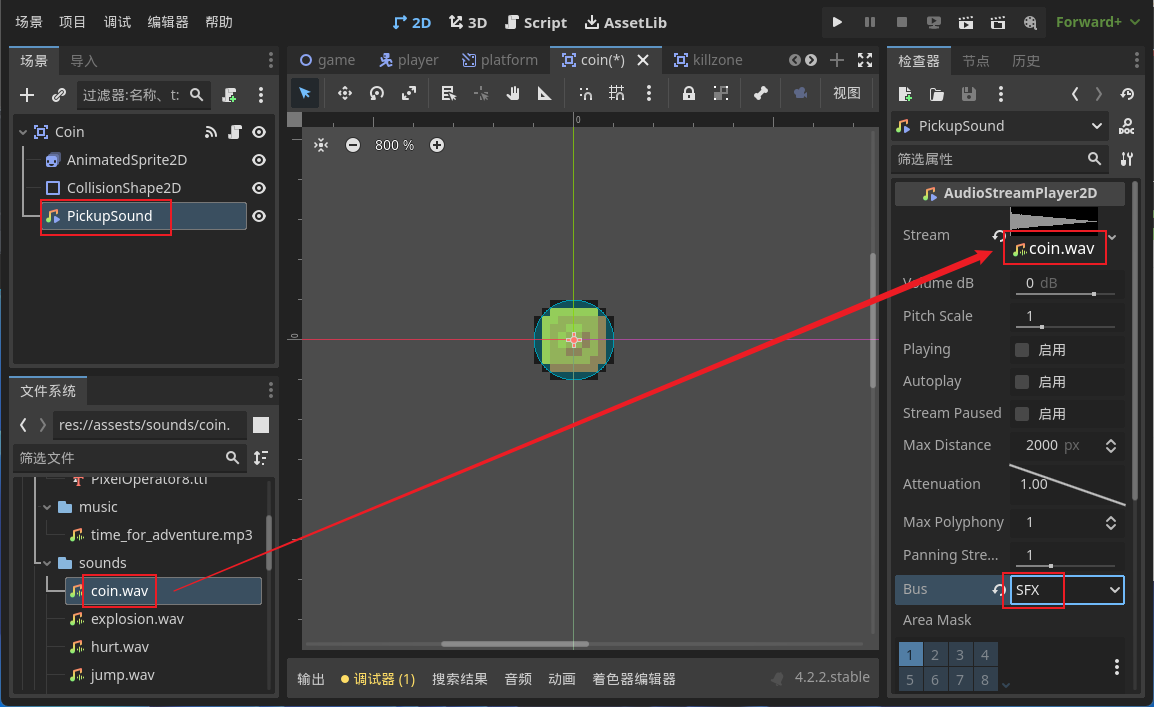 场景 项目 调试 编辑器 帮助
2D 3D Script AssetLib
Forward+
场景 导入
过滤器:名称、t:
Coin
AnimatedSprite2D
CollisionShape2D
PickupSound
文件系统
res://assests/sounds/coin.
筛选文件
PixelOperator8.ttf
music
time_for_adventure.mp3
sounds
coin.wav
explosion.wav
hurt.wav
jump.wav
game player platform coin(*) killzone
视图
0
800 %
0
输出 调试器 (1) 搜索结果 音频 动画 着色器编辑器
4.2.2.stable
检查器 节点 历史
PickupSound
DOC
筛选属性
AudioStreamPlayer2D
Stream
coin.wav
Volume dB 0 dB
Pitch Scale 1
Playing 启用
Autoplay 启用
Stream Paused 启用
Max Distance 2000 px
Attenuation 1.00
Max Polyphony 1
Panning Stre... 1
Bus SFX
Area Mask
1 2 3 4
5 6 7 8